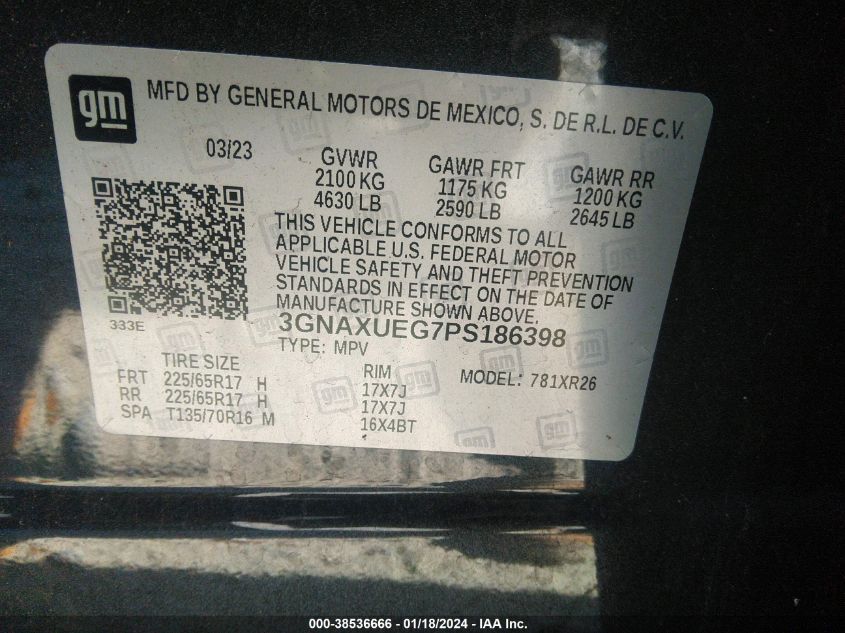 gm
MFD BY GENERAL MOTORS DE MEXICO, S. DE R.L. DE C.V.
03/23 GVWR GAWR FRT GAWR RR
2100 KG 1175 KG 1200 KG
4630 LB 2590 LB 2645 LB
THIS VEHICLE CONFORMS TO ALL
APPLICABLE U.S. FEDERAL MOTOR
VEHICLE SAFETY AND THEFT PREVENTION
STANDARDS IN EFFECT ON THE DATE OF
MANUFACTURE SHOWN ABOVE.
333E
3GNAXUEG7PS186398
TYPE: MPV
TIRE SIZE RIM MODEL: 781XR26
FRT 225/65R17 H 17X7J
RR 225/65R17 H 17X7J
SPA T135/70R16 M 16X4BT
000-38536666 - 01/18/2024 - IAA Inc.